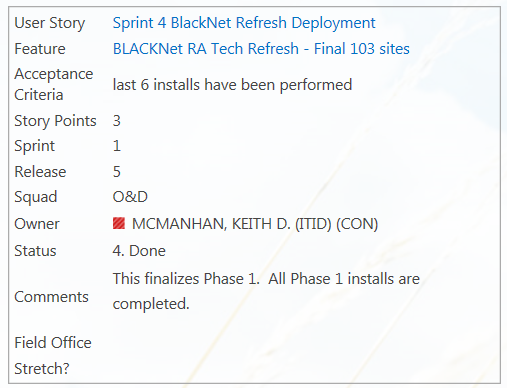 User Story Sprint 4 BlackNet Refresh Deployment
Feature BLACKNet RA Tech Refresh - Final 103 sites
Acceptance
Criteria
last 6 installs have been performed
Story Points 3
Sprint 1
Release 5
Squad O&D
Owner MCMANHAN, KEITH D. (ITID) (CON)
Status 4. Done
Comments
This finalizes Phase 1.  All Phase 1 installs are
completed.
Field Office
Stretch?